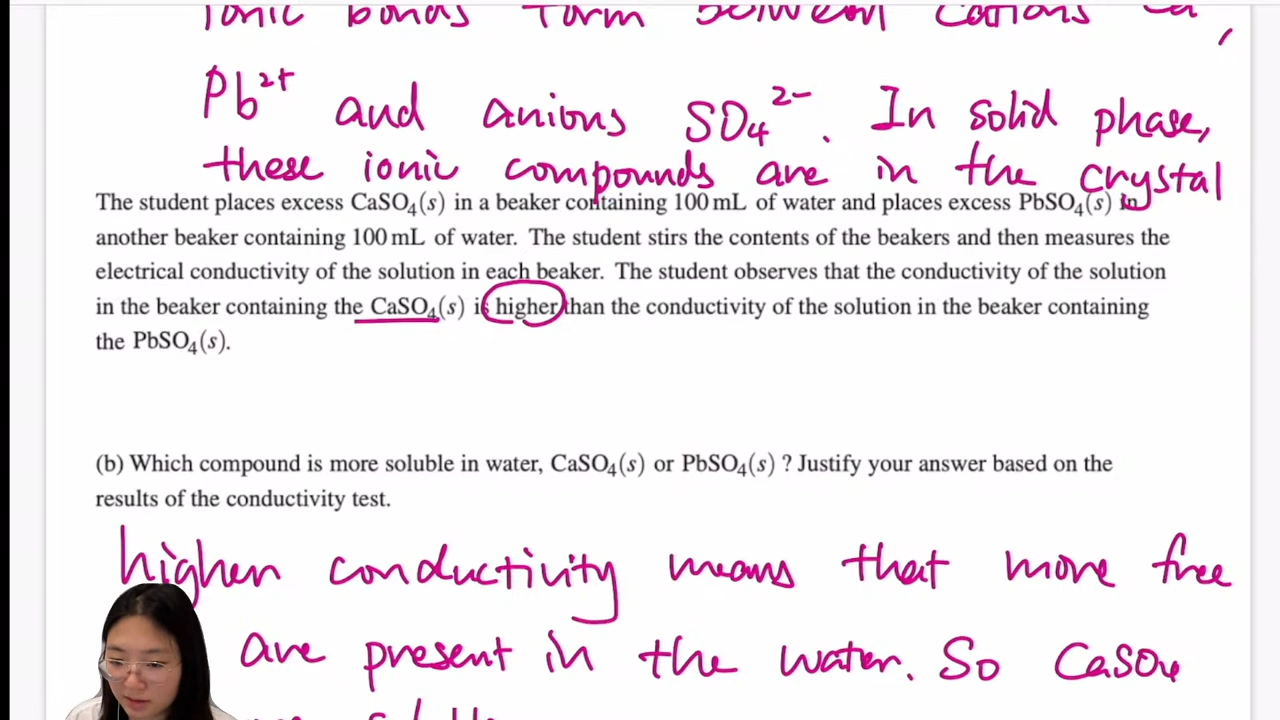 ionic bonds form between cations Ca ,
Pb²⁺ and anions SO₄²⁻. In solid phase,
these ionic compounds are in the crystal
The student places excess CaSO₄(s) in a beaker containing 100 mL of water and places excess PbSO₄(s) in
another beaker containing 100 mL of water. The student stirs the contents of the beakers and then measures the
electrical conductivity of the solution in each beaker. The student observes that the conductivity of the solution
in the beaker containing the CaSO₄(s) is higher than the conductivity of the solution in the beaker containing
the PbSO₄(s).
(b) Which compound is more soluble in water, CaSO₄(s) or PbSO₄(s) ? Justify your answer based on the
results of the conductivity test.
higher conductivity means that more free
are present in the water. So CaSO₄